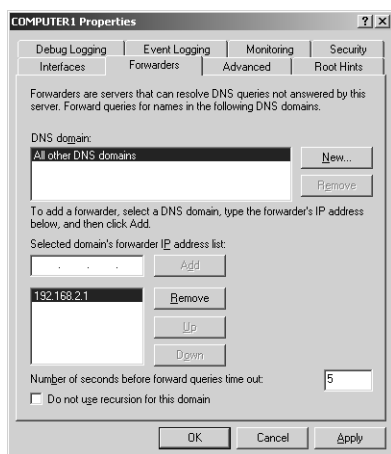 COMPUTER1 Properties ? X
Debug Logging Event Logging Monitoring Security
Interfaces Forwarders Advanced Root Hints
Forwarders are servers that can resolve DNS queries not answered by this
server. Forward queries for names in the following DNS domains.
DNS domain:
All other DNS domains
New...
Remove
To add a forwarder, select a DNS domain, type the forwarder's IP address
below, and then click Add.
Selected domain's forwarder IP address list:
. . . Add
192.168.2.1
Remove
Up
Down
Number of seconds before forward queries time out: 5
Do not use recursion for this domain
OK Cancel Apply